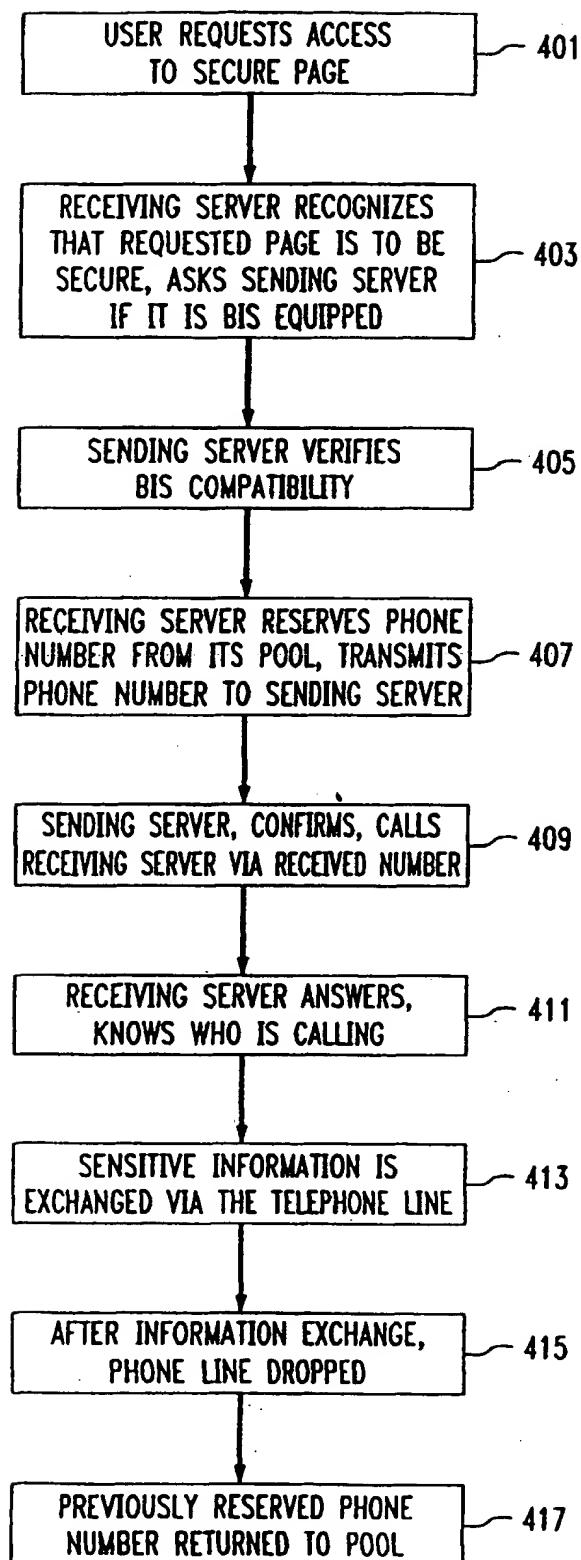 USER REQUESTS ACCESS
TO SECURE PAGE
401
RECEIVING SERVER RECOGNIZES
THAT REQUESTED PAGE IS TO BE
SECURE, ASKS SENDING SERVER
IF IT IS BIS EQUIPPED
403
SENDING SERVER VERIFIES
BIS COMPATIBILITY
405
RECEIVING SERVER RESERVES PHONE
NUMBER FROM ITS POOL, TRANSMITS
PHONE NUMBER TO SENDING SERVER
407
SENDING SERVER, CONFIRMS, CALLS
RECEIVING SERVER VIA RECEIVED NUMBER
409
RECEIVING SERVER ANSWERS,
KNOWS WHO IS CALLING
411
SENSITIVE INFORMATION IS
EXCHANGED VIA THE TELEPHONE LINE
413
AFTER INFORMATION EXCHANGE,
PHONE LINE DROPPED
415
PREVIOUSLY RESERVED PHONE
NUMBER RETURNED TO POOL
417